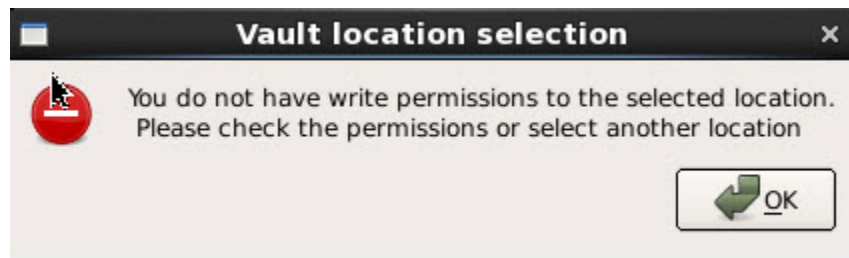 Vault location selection
You do not have write permissions to the selected location.
Please check the permissions or select another location
OK